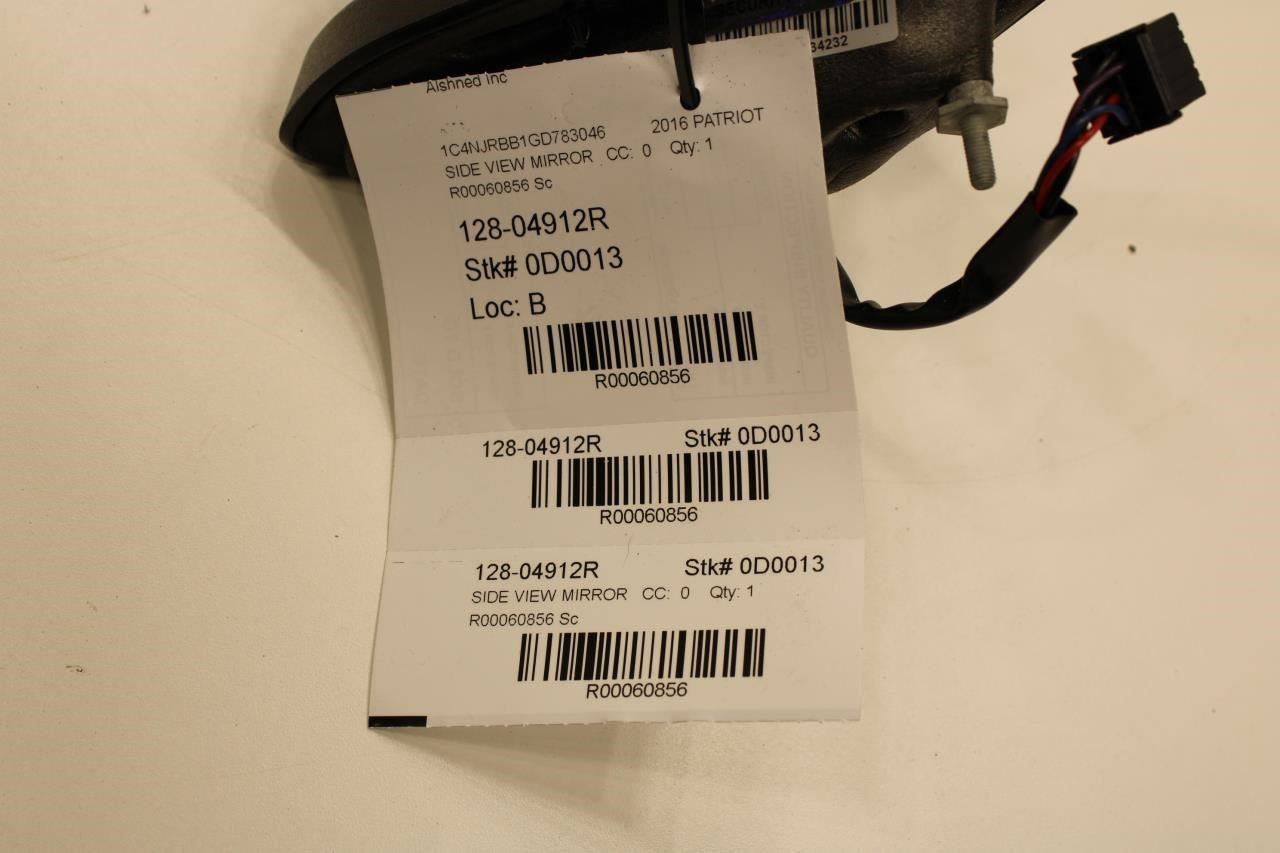 SECURITY
34232
Alshned Inc
1C4NJRBB1GD783046 2016 PATRIOT
SIDE VIEW MIRROR CC: 0 Qty: 1
R00060856 Sc
128-04912R
Stk# 0D0013
Loc: B
R00060856
128-04912R Stk# 0D0013
R00060856
128-04912R Stk# 0D0013
SIDE VIEW MIRROR CC: 0 Qty: 1
R00060856 Sc
R00060856